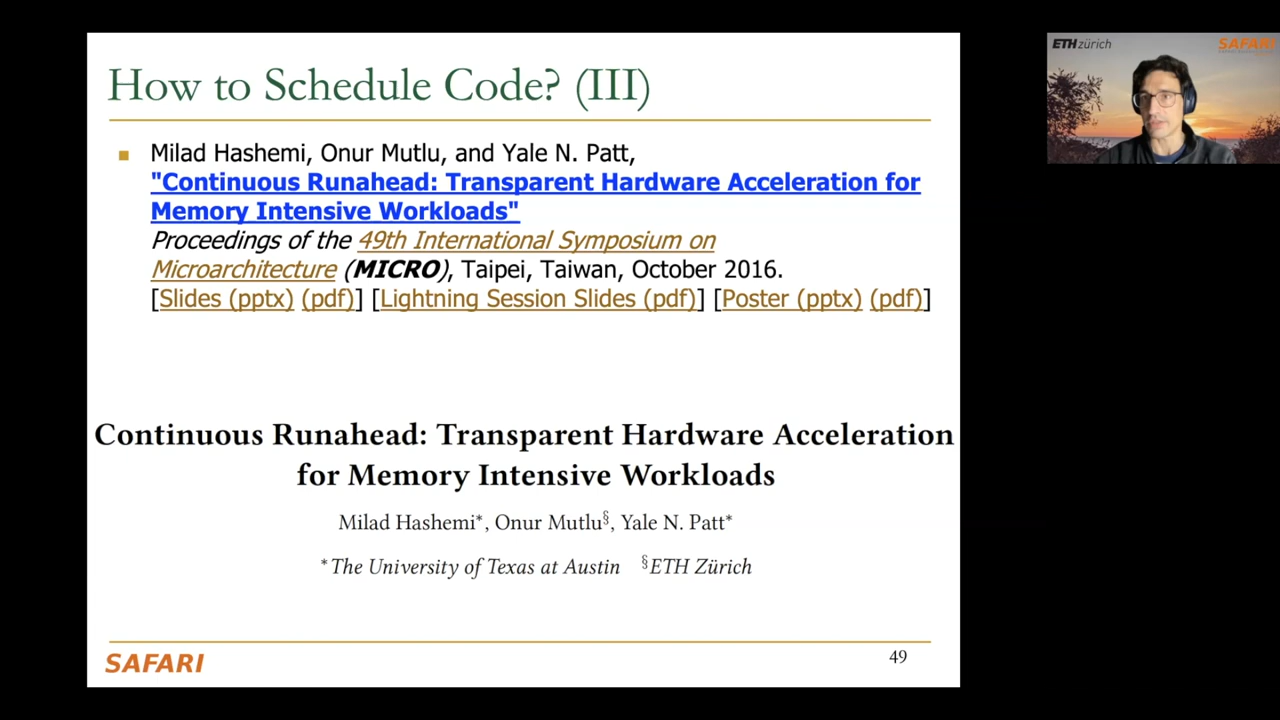 How to Schedule Code? (III)
Milad Hashemi, Onur Mutlu, and Yale N. Patt,
"Continuous Runahead: Transparent Hardware Acceleration for
Memory Intensive Workloads"
Proceedings of the 49th International Symposium on
Microarchitecture (MICRO), Taipei, Taiwan, October 2016.
[Slides (pptx) (pdf)] [Lightning Session Slides (pdf)] [Poster (pptx) (pdf)]
Continuous Runahead: Transparent Hardware Acceleration
for Memory Intensive Workloads
Milad Hashemi*, Onur Mutlu§, Yale N. Patt*
*The University of Texas at Austin §ETH Zürich
SAFARI
49
ETH zürich
SAFARI